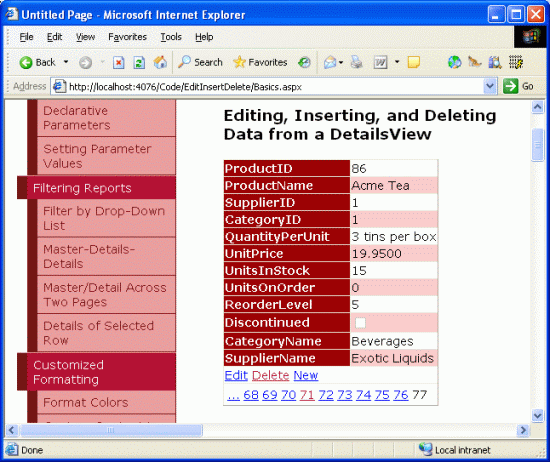 Untitled Page - Microsoft Internet Explorer
File Edit View Favorites Tools Help
Back Search Favorites
Address http://localhost:4076/Code/EditInsertDelete/Basics.aspx Go
Declarative
Parameters
Setting Parameter
Values
Filtering Reports
Filter by Drop-Down
List
Master-Details-
Details
Master/Detail Across
Two Pages
Details of Selected
Row
Customized
Formatting
Format Colors
Editing, Inserting, and Deleting
Data from a DetailsView
ProductID 86
ProductName Acme Tea
SupplierID 1
CategoryID 1
QuantityPerUnit 3 tins per box
UnitPrice 19.9500
UnitsInStock 15
UnitsOnOrder 0
ReorderLevel 5
Discontinued
CategoryName Beverages
SupplierName Exotic Liquids
Edit Delete New
... 68 69 70 71 72 73 74 75 76 77
Done Local intranet